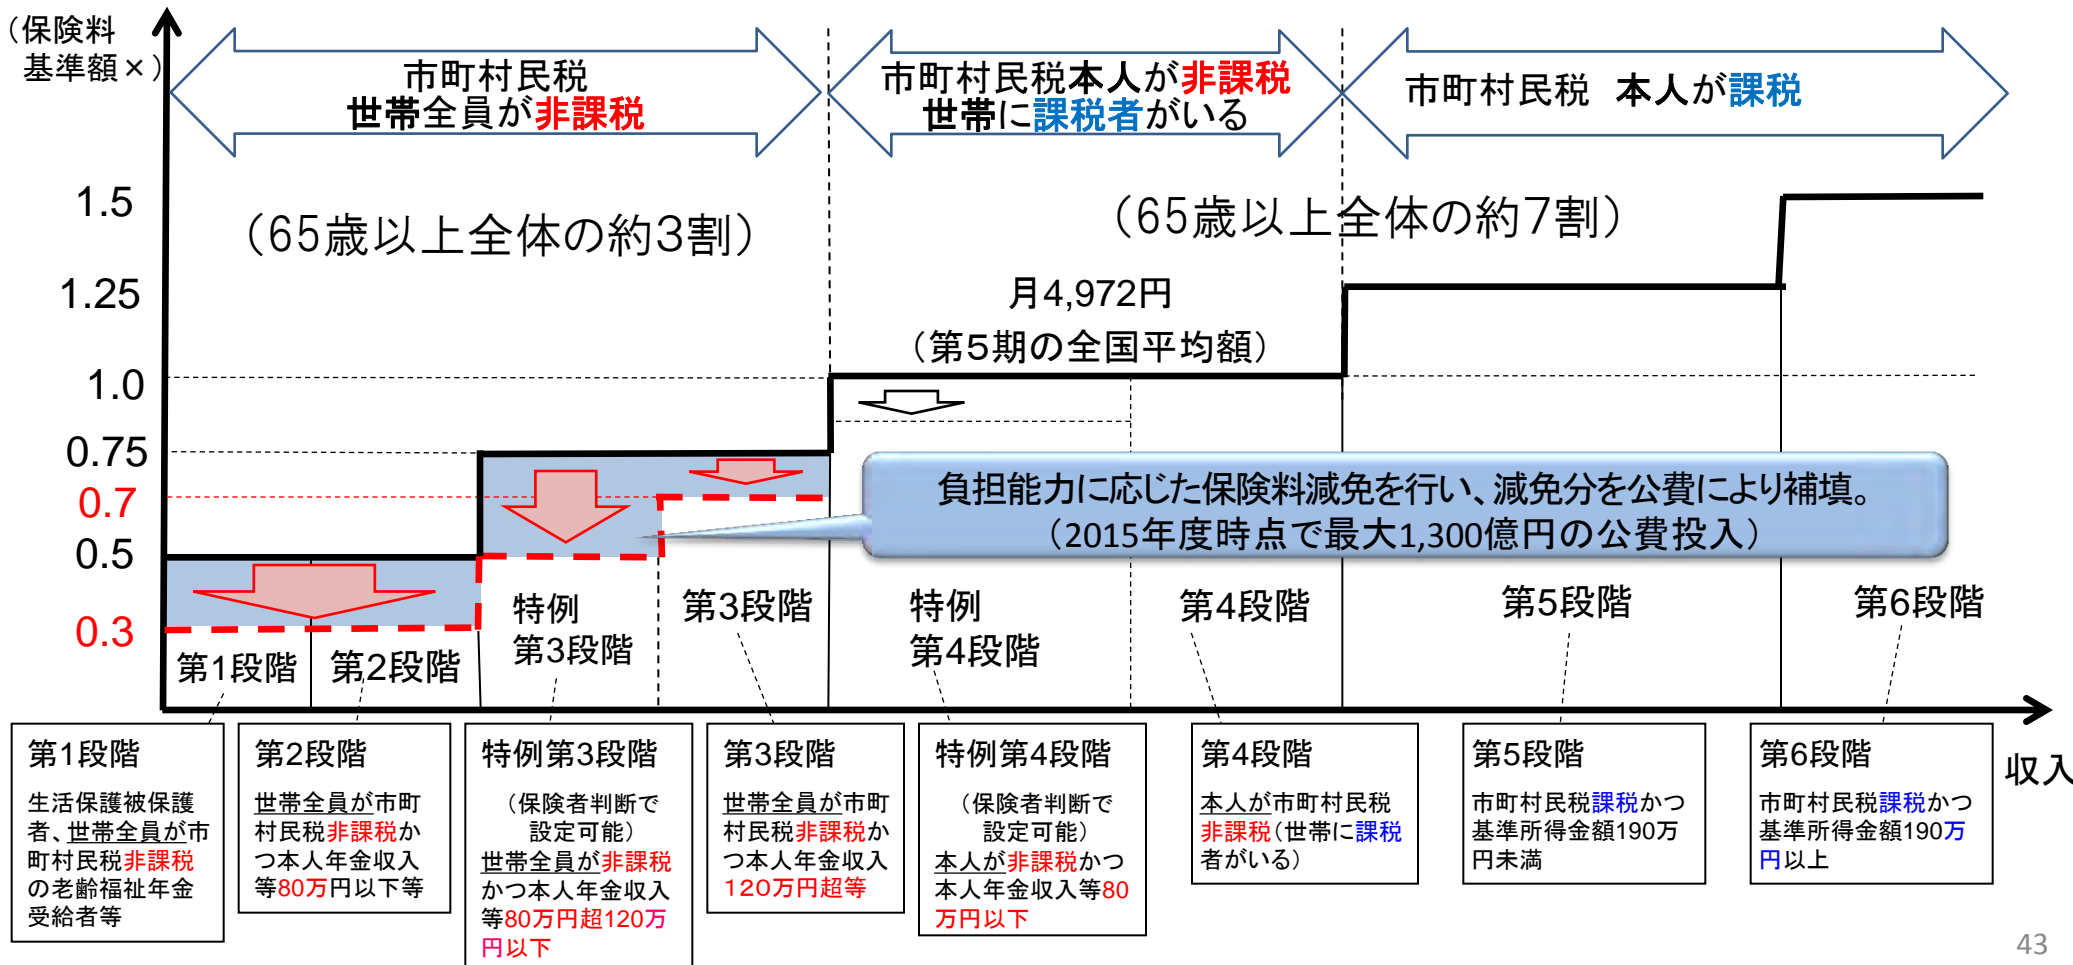 (保険料
基準額×)
市町村民税
世帯全員が非課税
市町村民税本人が非課税
世帯に課税者がいる
市町村民税 本人が課税
(65歳以上全体の約3割)
(65歳以上全体の約7割)
1.5
1.25
1.0
0.75
0.7
0.5
0.3
月4,972円
(第5期の全国平均額)
負担能力に応じた保険料減免を行い、減免分を公費により補填。
(2015年度時点で最大1,300億円の公費投入)
第1段階
第2段階
特例
第3段階
第3段階
特例
第4段階
第4段階
第5段階
第6段階
収入
第1段階
生活保護被保護
者、世帯全員が市
町村民税非課税
の老齢福祉年金
受給者等
第2段階
世帯全員が市町
村民税非課税か
つ本人年金収入
等80万円以下等
特例第3段階
(保険者判断で
設定可能)
世帯全員が非課税
かつ本人年金収入
等80万円超120万
円以下
第3段階
世帯全員が市町
村民税非課税か
つ本人年金収入
120万円超等
特例第4段階
(保険者判断で
設定可能)
本人が非課税かつ
本人年金収入等80
万円以下
第4段階
本人が市町村民税
非課税(世帯に課税
者がいる)
第5段階
市町村民税課税かつ
基準所得金額190万
円未満
第6段階
市町村民税課税かつ
基準所得金額190万
円以上
43